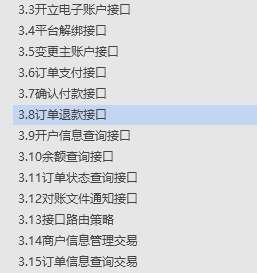 3.3开立电子账户接口
3.4平台解绑接口
3.5变更主账户接口
3.6订单支付接口
3.7确认付款接口
3.8订单退款接口
3.9开户信息查询接口
3.10余额查询接口
3.11订单状态查询接口
3.12对账文件通知接口
3.13接口路由策略
3.14商户信息管理交易
3.15订单信息查询交易